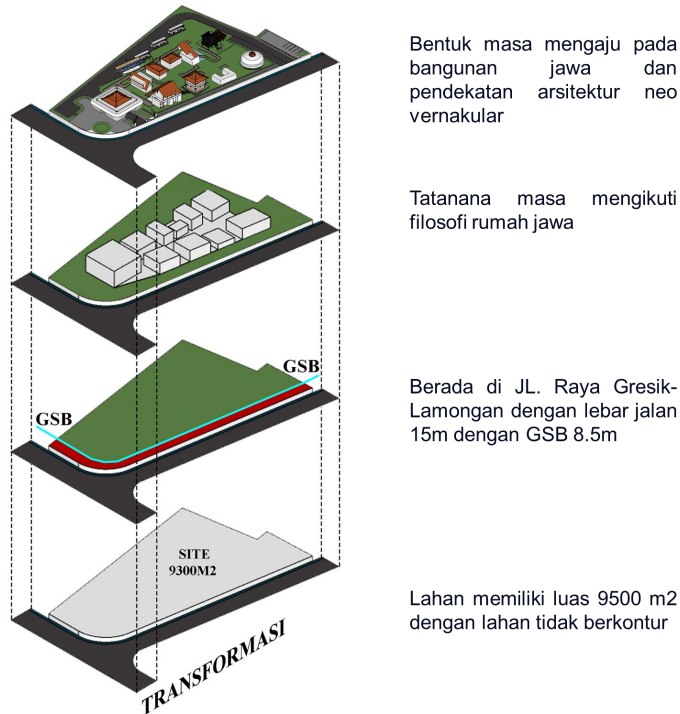 Bentuk masa mengaju pada
bangunan jawa dan
pendekatan arsitektur neo
vernakular
Tatanana masa mengikuti
filosofi rumah jawa
GSB
GSB
Berada di JL. Raya Gresik-
Lamongan dengan lebar jalan
15m dengan GSB 8.5m
SITE
9300M2
Lahan memiliki luas 9500 m2
dengan lahan tidak berkontur
TRANSFORMASI